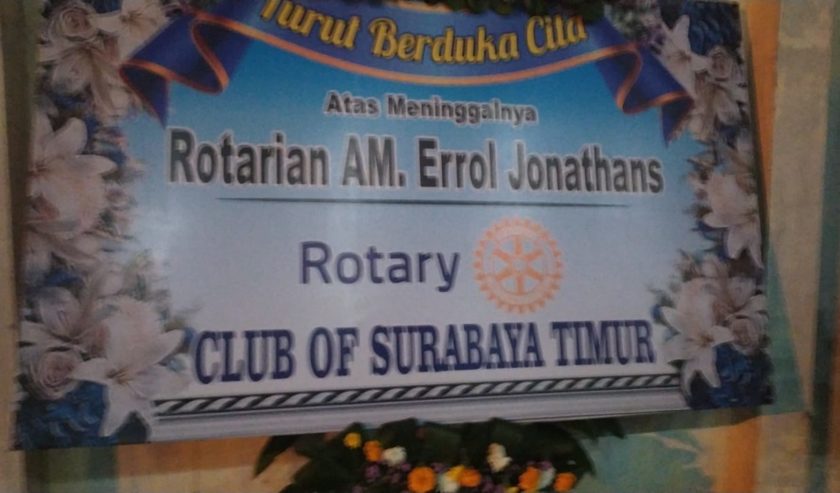 Turut Berduka Cita
Atas Meninggalnya
Rotarian AM. Errol Jonathans
Rotary
CLUB OF SURABAYA TIMUR